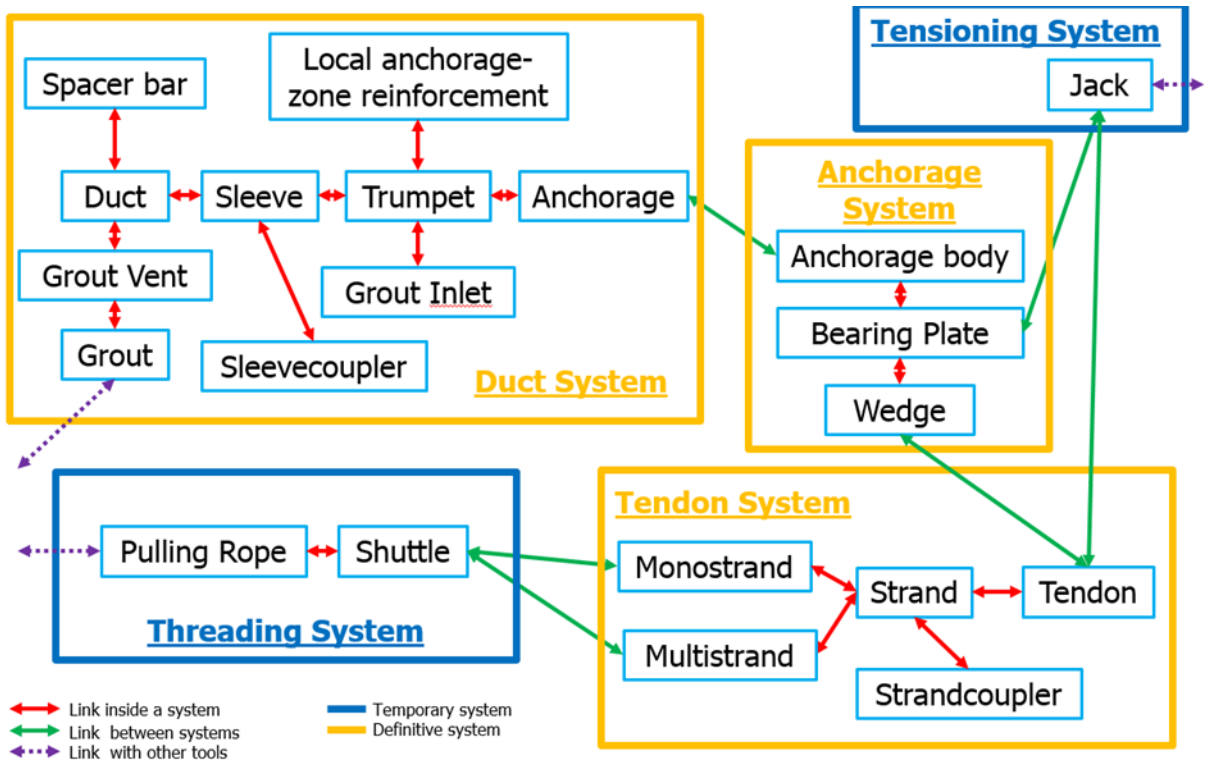 Tensioning System
Jack
Spacer bar
Local anchorage-
zone reinforcement
Duct
Sleeve
Trumpet
Anchorage
Grout Vent
Grout Inlet
Grout
Sleevecoupler
Duct System
Anchorage
System
Anchorage body
Bearing Plate
Wedge
Pulling Rope
Shuttle
Threading System
Tendon System
Monostrand
Strand
Tendon
Multistrand
Strandcoupler
Link inside a system
Link between systems
Link with other tools
Temporary system
Definitive system